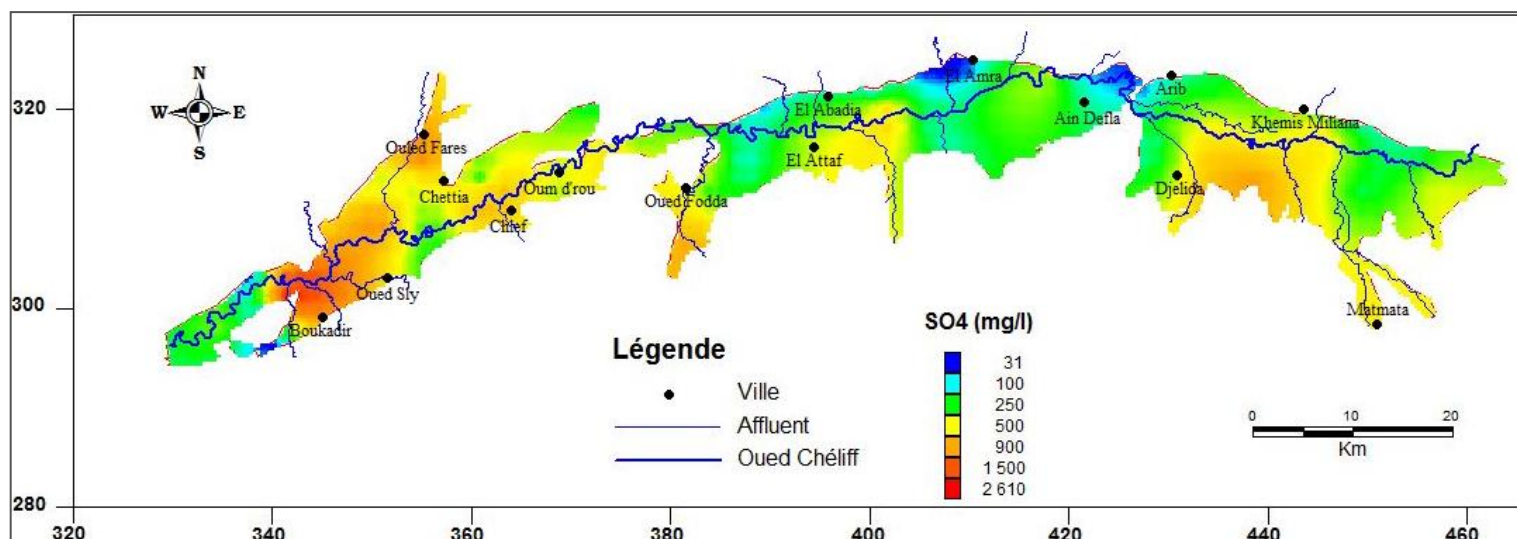 N
W E
S
320
300
280
320 340 360 380 400 420 440 460
El Amra
Arib
El Abadia
Ain Defla
Khemis Miliana
Ouled Fares
El Attaf
Chettia
Oum d'rou
Oued Fodda
Djelida
Chlef
Oued Sly
Boukadir
Matmata
Légende
Ville
Affluent
Oued Chéliff
SO4 (mg/l)
31
100
250
500
900
1 500
2 610
0 10 20
Km